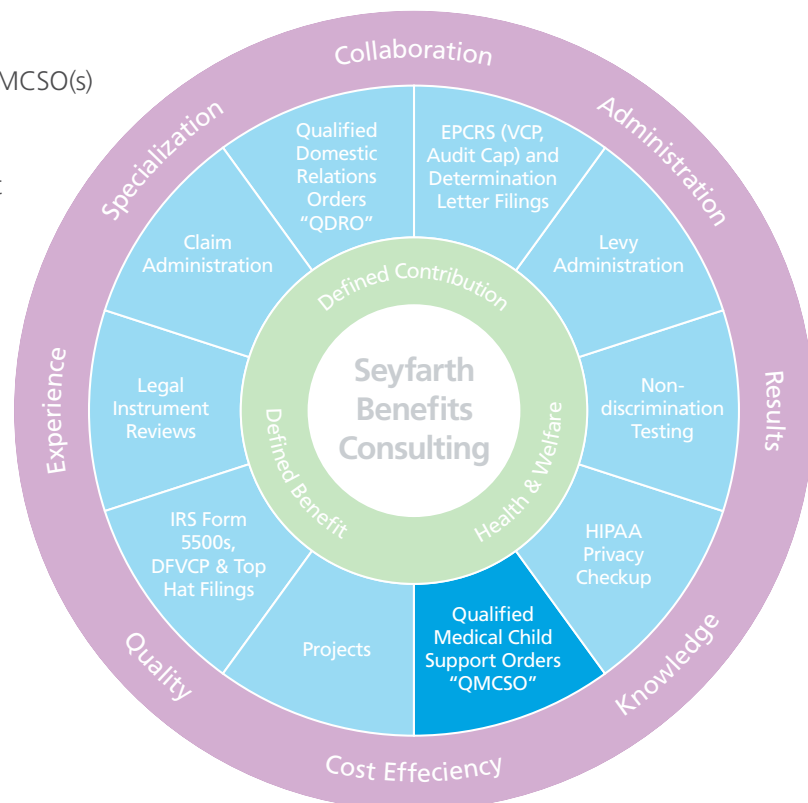 MCSO(s)
Collaboration
Administration
Results
Knowledge
Cost Effeciency
Quality
Experience
Specialization
Qualified
Domestic
Relations
Orders
“QDRO”
EPCRS (VCP,
Audit Cap) and
Determination
Letter Filings
Levy
Administration
Non-
discrimination
Testing
HIPAA
Privacy
Checkup
Qualified
Medical Child
Support Orders
“QMCSO”
Projects
IRS Form
5500s,
DFVCP & Top
Hat Filings
Legal
Instrument
Reviews
Claim
Administration
Defined Contribution
Health & Welfare
Defined Benefit
Seyfarth
Benefits
Consulting